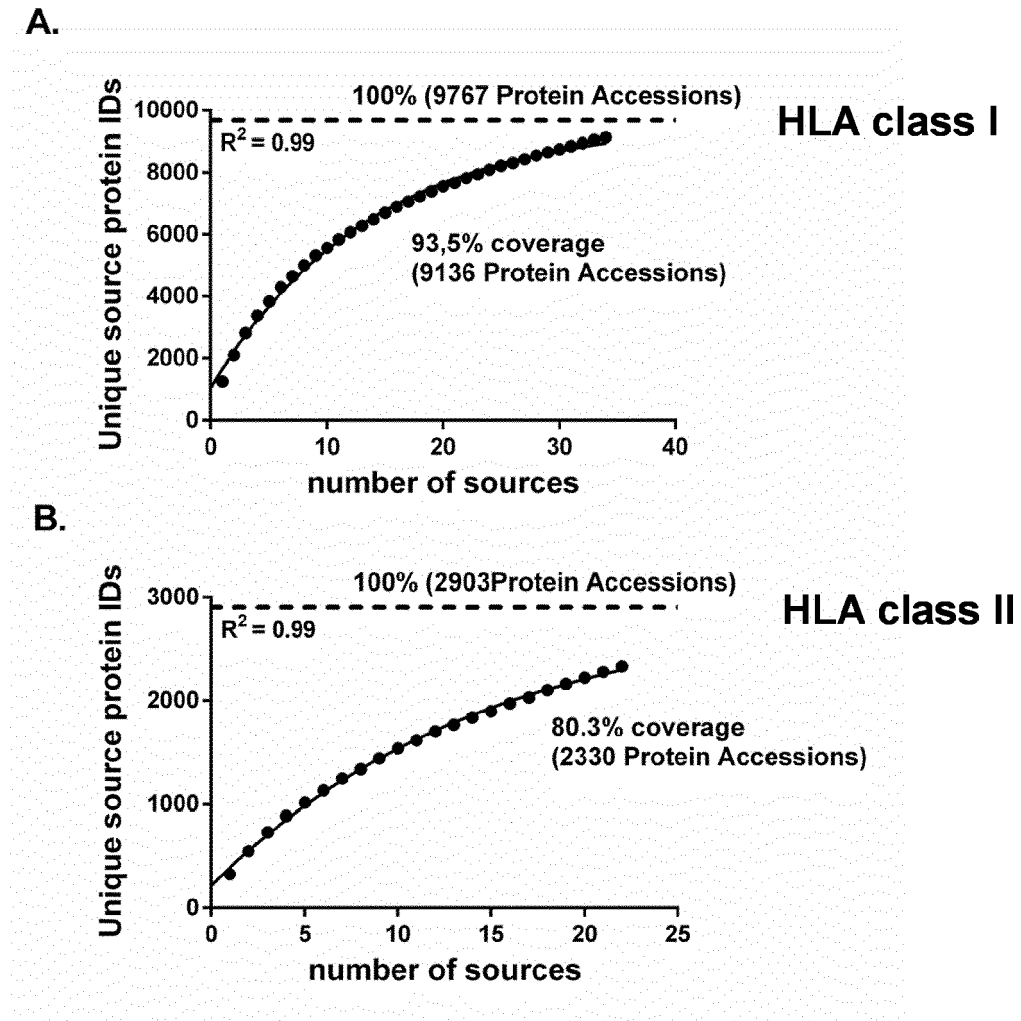 A.
100% (9767 Protein Accessions)
HLA class I
R² = 0.99
93,5% coverage
(9136 Protein Accessions)
Unique source protein IDs
10000
8000
6000
4000
2000
0
0 10 20 30 40
number of sources
B.
100% (2903Protein Accessions)
HLA class II
R² = 0.99
80.3% coverage
(2330 Protein Accessions)
Unique source protein IDs
3000
2000
1000
0
0 5 10 15 20 25
number of sources